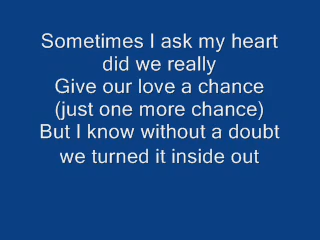 Sometimes I ask my heart
did we really
Give our love a chance
(just one more chance)
But I know without a doubt
we turned it inside out